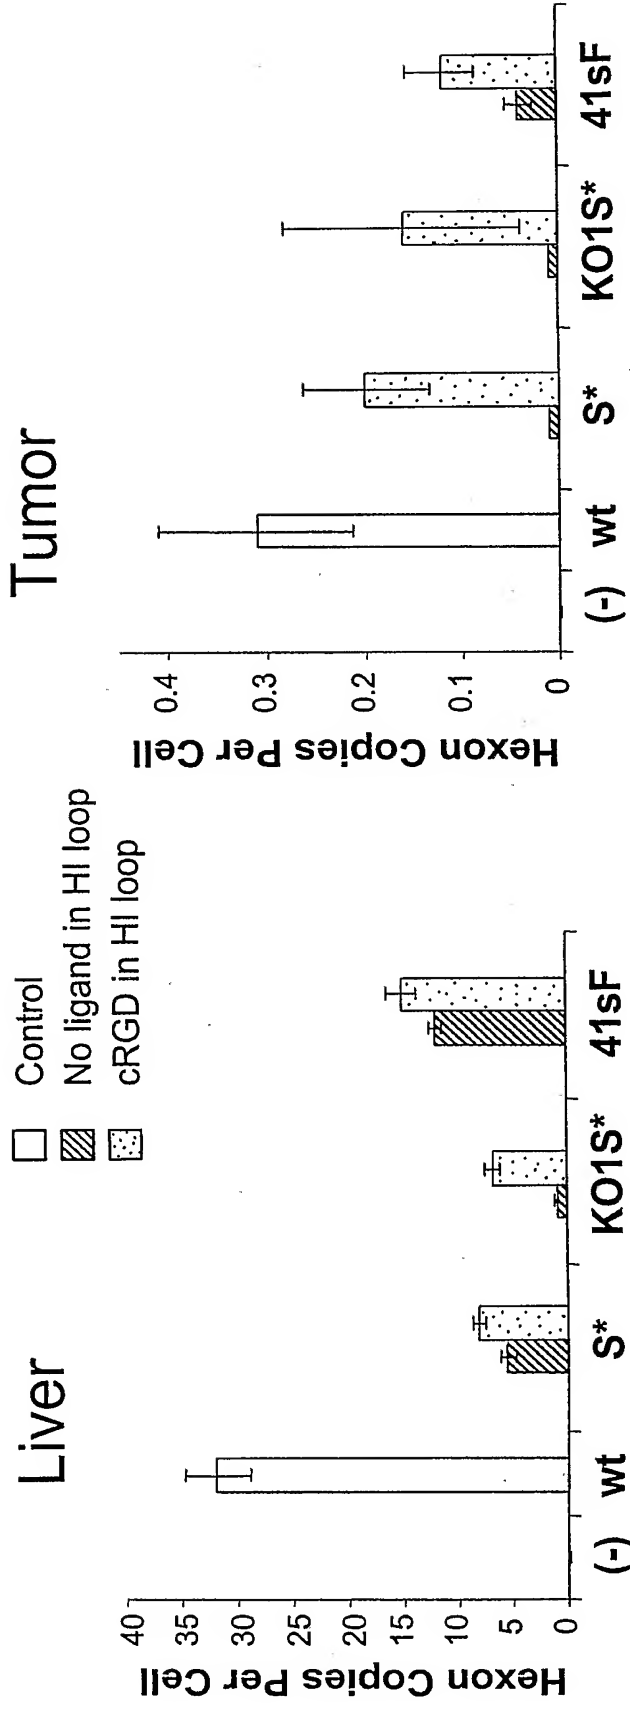 Liver
Control
No ligand in HI loop
cRGD in HI loop
Hexon Copies Per Cell
40
35
30
25
20
15
10
5
0
(-) wt S* KO1S* 41sF
Tumor
Hexon Copies Per Cell
0.4
0.3
0.2
0.1
0
(-) wt S* KO1S* 41sF